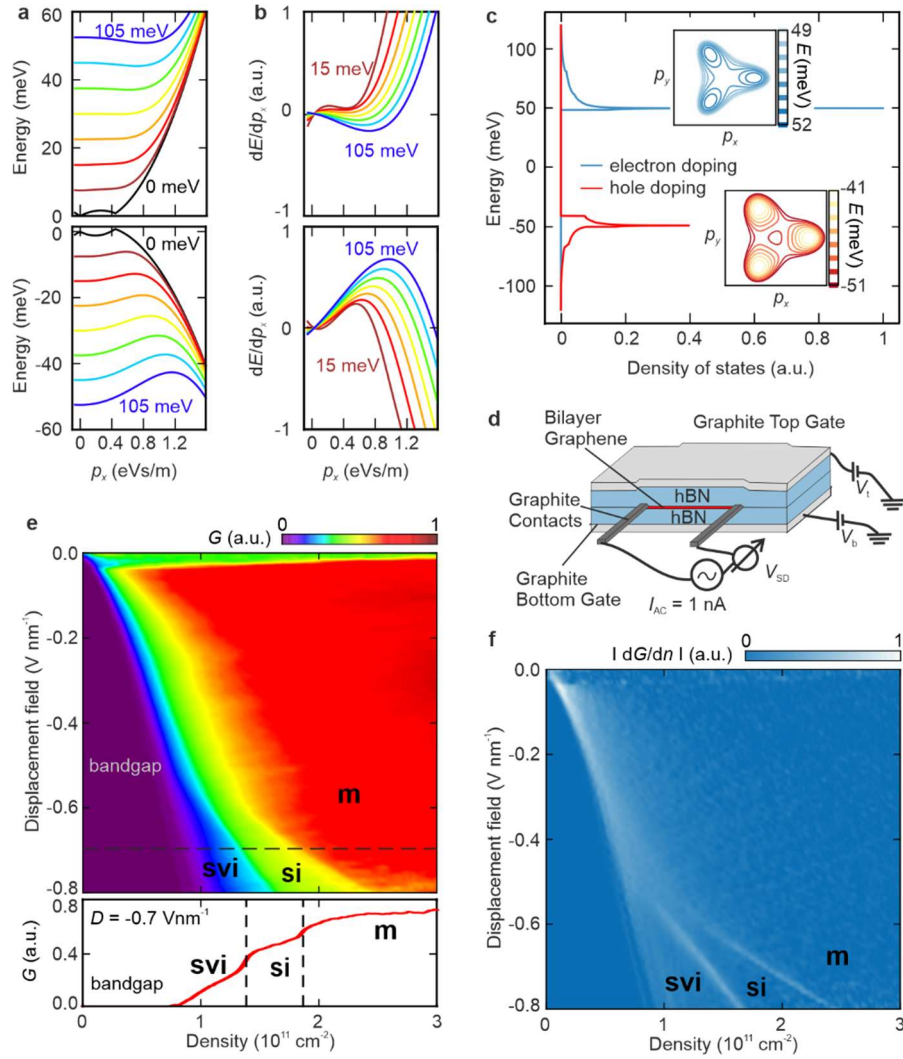 a
Energy (meV)
60
40
20
0
105 meV
0 meV
Energy (meV)
0
-20
-40
-60
0 meV
105 meV
0 0.4 0.8 1.2
px (eVs/m)
b
dE/dpx (a.u.)
1
0
-1
15 meV
105 meV
dE/dpx (a.u.)
1
0
-1
105 meV
15 meV
0 0.4 0.8 1.2
px (eVs/m)
c
Energy (meV)
100
50
0
-50
-100
py
px
49
E (meV)
52
electron doping
hole doping
py
px
-41
E (meV)
-51
0 0.2 0.4 0.6 0.8 1.0
Density of states (a.u.)
d
Bilayer
Graphene
Graphite Top Gate
Graphite
Contacts
hBN
hBN
Vt
Vb
VSD
Graphite
Bottom Gate
IAC = 1 nA
e
G (a.u.)
0 1
Displacement field (V nm-1)
0.0
-0.2
-0.4
-0.6
-0.8
bandgap
svi
si
m
G (a.u.)
0.8
0.4
0.0
D = -0.7 Vnm-1
bandgap
svi
si
m
0 1 2 3
Density (10¹¹ cm-2)
f
| dG/dn | (a.u.)
0 1
Displacement field (V nm-1)
0.0
-0.2
-0.4
-0.6
-0.8
svi
si
m
0 1 2 3
Density (10¹¹ cm-2)